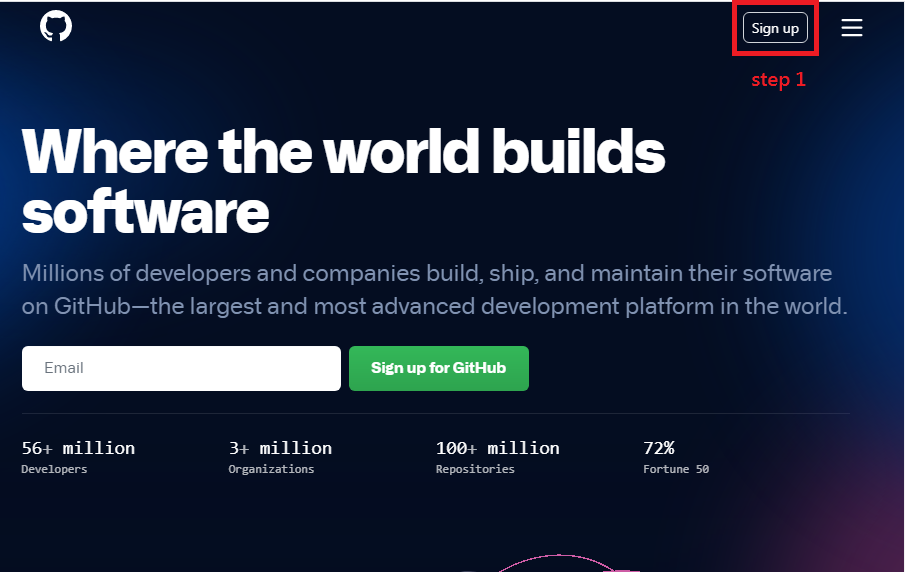 Sign up
step 1
Where the world builds
software
Millions of developers and companies build, ship, and maintain their software
on GitHub—the largest and most advanced development platform in the world.
Email
Sign up for GitHub
56+ million
Developers
3+ million
Organizations
100+ million
Repositories
72%
Fortune 50